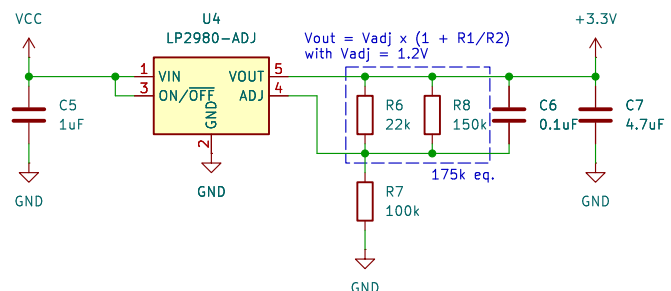 VCC
U4
LP2980-ADJ
Vout = Vadj x (1 + R1/R2)
with Vadj = 1.2V
+3.3V
1 VIN VOUT 5
3 ON/OFF ADJ 4
GND
2
C5
1uF
R6
22k
R8
150k
C6
0.1uF
C7
4.7uF
175k eq.
GND
GND
R7
100k
GND
GND